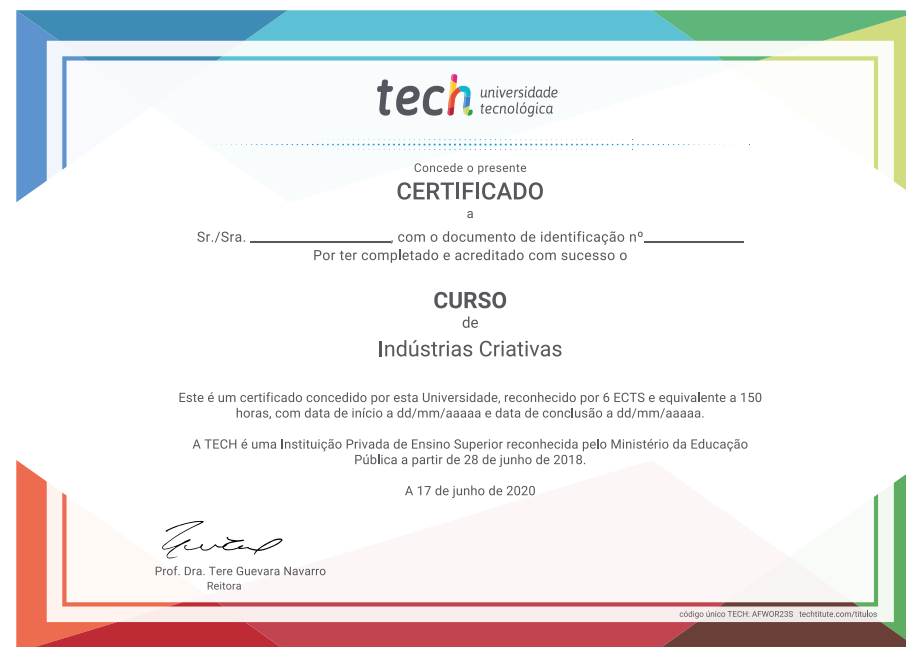 tech universidade
tecnológica
Concede o presente
CERTIFICADO
a
Sr./Sra. ____________________, com o documento de identificação nº______________
Por ter completado e acreditado com sucesso o
CURSO
de
Indústrias Criativas
Este é um certificado concedido por esta Universidade, reconhecido por 6 ECTS e equivalente a 150
horas, com data de início a dd/mm/aaaaa e data de conclusão a dd/mm/aaaaa.
A TECH é uma Instituição Privada de Ensino Superior reconhecida pelo Ministério da Educação
Pública a partir de 28 de junho de 2018.
A 17 de junho de 2020
Prof. Dra. Tere Guevara Navarro
Reitora
código único TECH: AFWOR23S techtitute.com/titulos